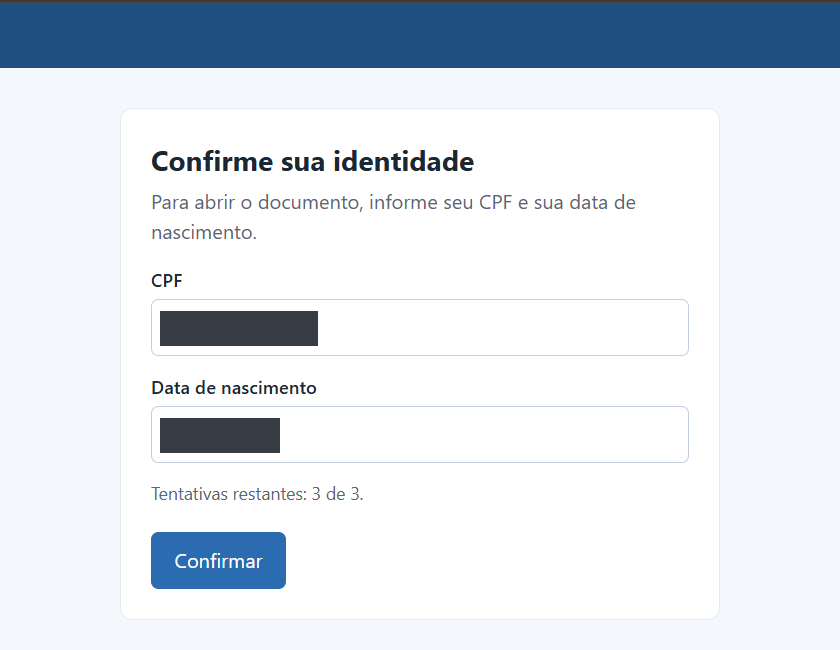 Confirme sua identidade
Para abrir o documento, informe seu CPF e sua data de
nascimento.
CPF
Data de nascimento
Tentativas restantes: 3 de 3.
Confirmar